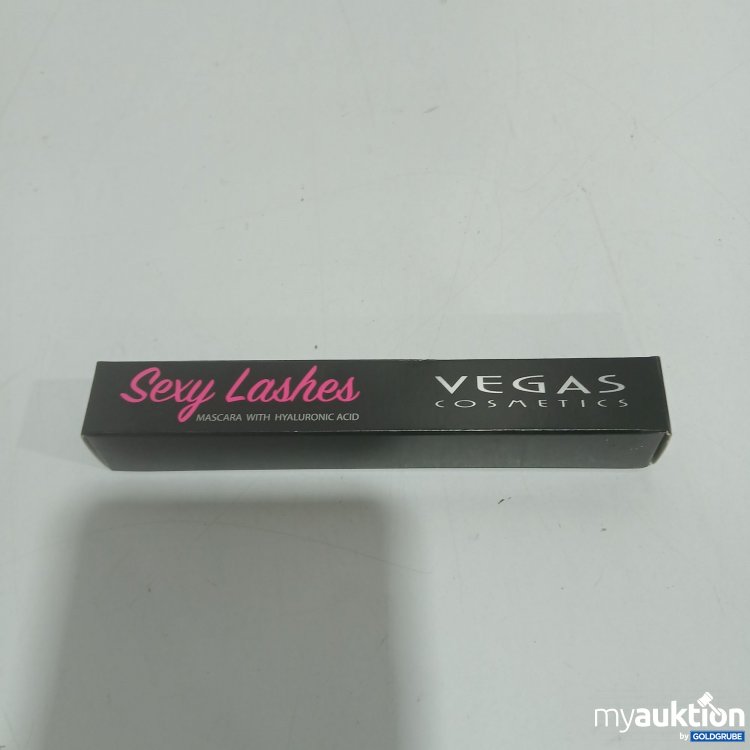 Sexy Lashes
MASCARA WITH HYALURONIC ACID
VEGAS
COSMETICS
myauktion
by GOLDGRUBE